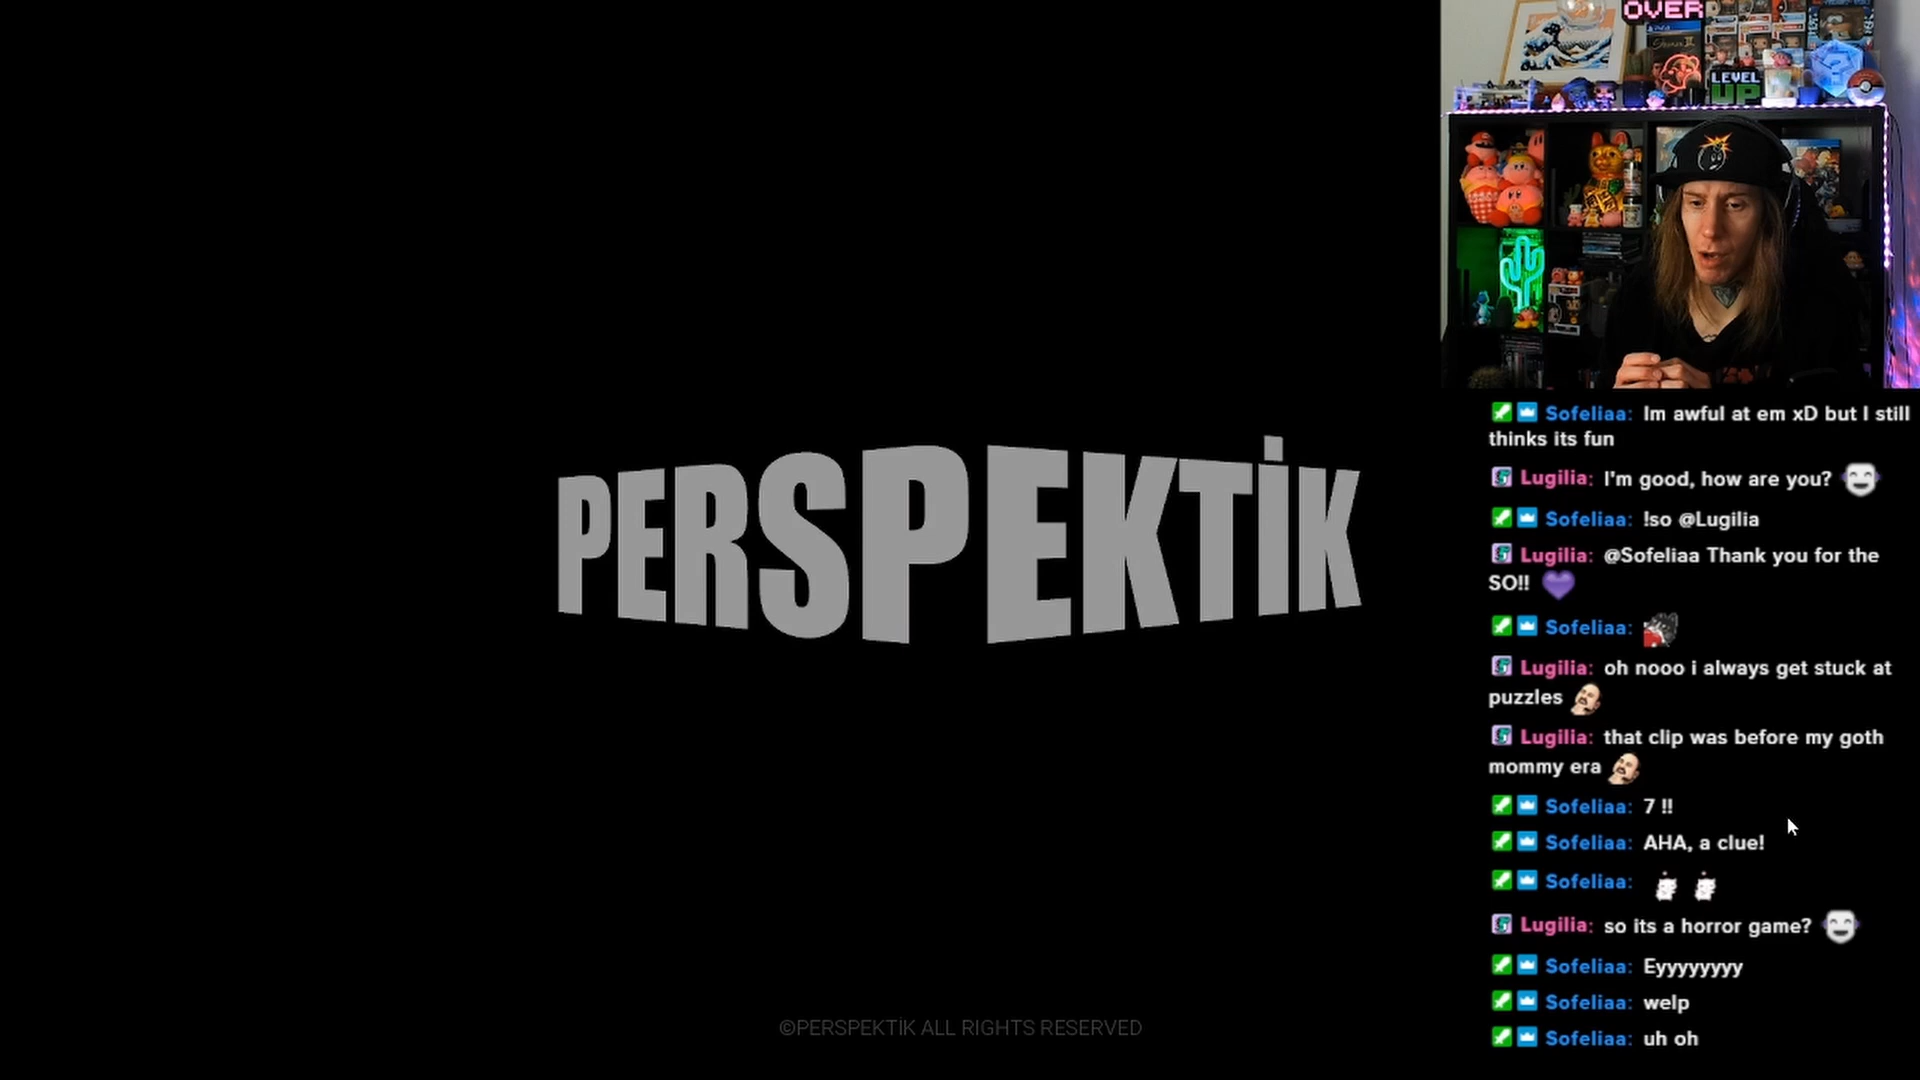 OVER
LEVEL
UP
PERSPEKTİK
©PERSPEKTİK ALL RIGHTS RESERVED
Sofeliaa: Im awful at em xD but I still
thinks its fun
Lugilia: I'm good, how are you?
Sofeliaa: !so @Lugilia
Lugilia: @Sofeliaa Thank you for the
SO!!
Sofeliaa:
Lugilia: oh nooo i always get stuck at
puzzles
Lugilia: that clip was before my goth
mommy era
Sofeliaa: 7 !!
Sofeliaa: AHA, a clue!
Sofeliaa:
Lugilia: so its a horror game?
Sofeliaa: Eyyyyyyyy
Sofeliaa: welp
Sofeliaa: uh oh